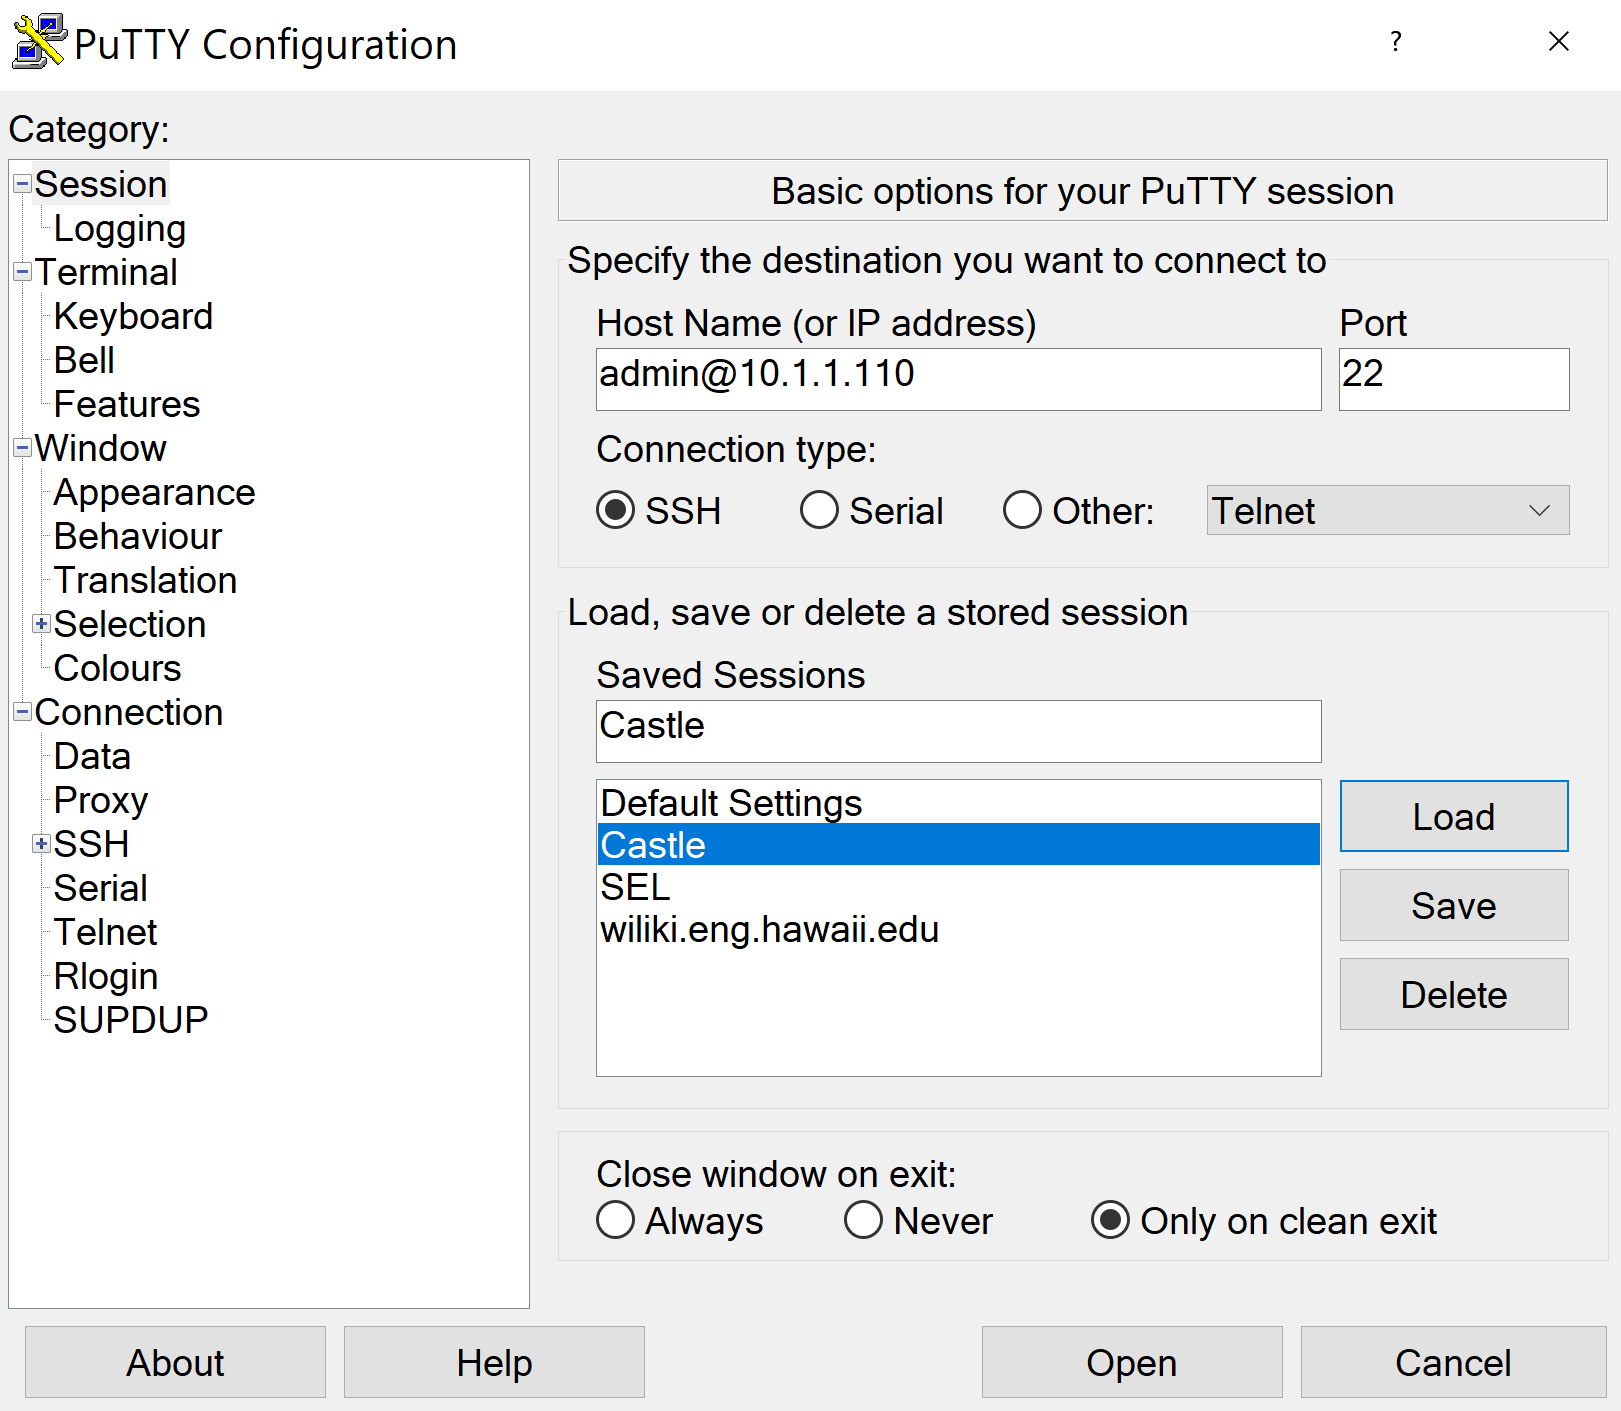 PuTTY Configuration
?
Category:
Session
Logging
Terminal
Keyboard
Bell
Features
Window
Appearance
Behaviour
Translation
Selection
Colours
Connection
Data
Proxy
SSH
Serial
Telnet
Rlogin
SUPDUP
Basic options for your PuTTY session
Specify the destination you want to connect to
Host Name (or IP address) Port
admin@10.1.1.110 22
Connection type:
SSH Serial Other: Telnet
Load, save or delete a stored session
Saved Sessions
Castle
Default Settings
Castle
SEL
wiliki.eng.hawaii.edu
Load
Save
Delete
Close window on exit:
Always Never Only on clean exit
About Help Open Cancel